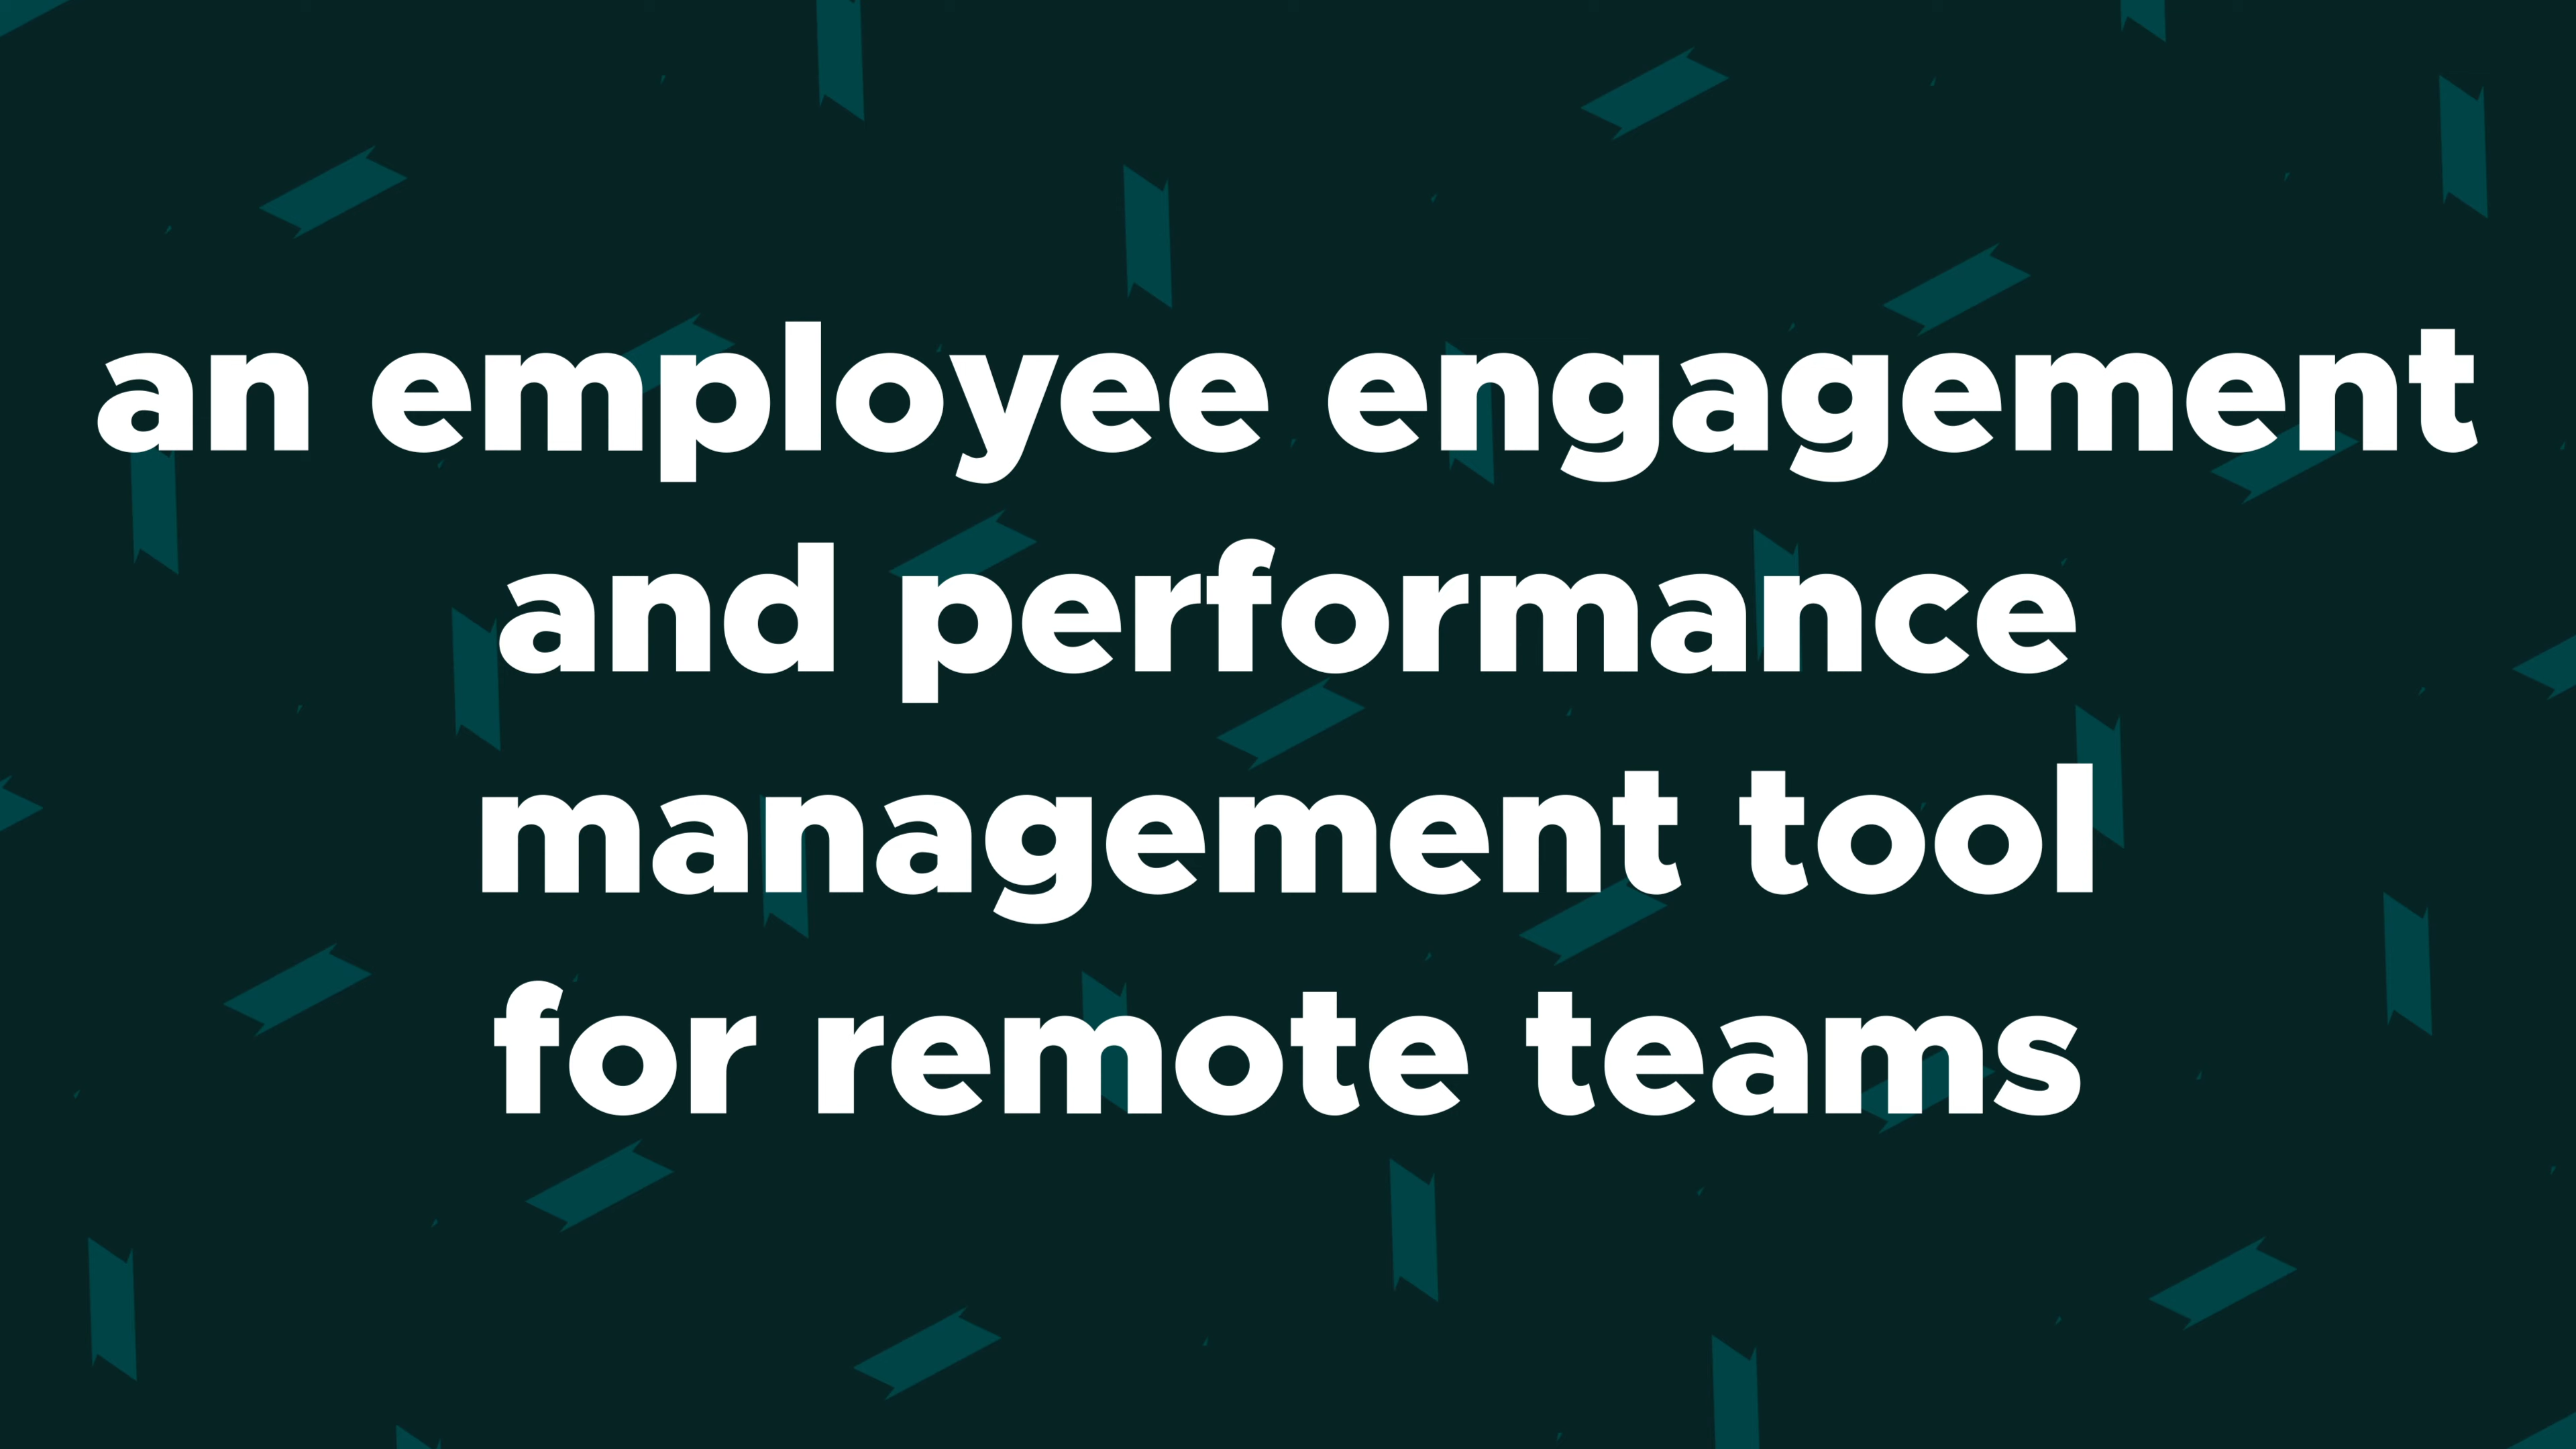 an employee engagement
and performance
management tool
for remote teams